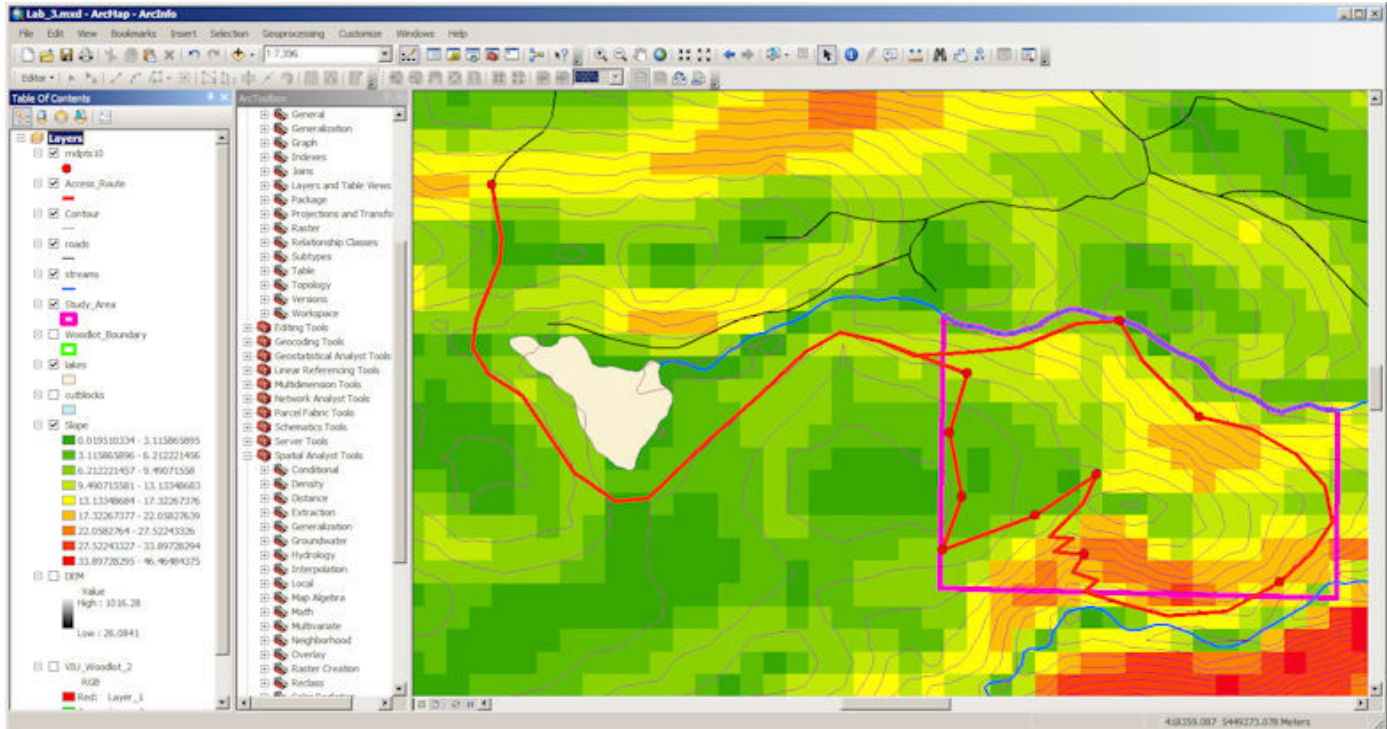 Lab_3.mxd - ArcMap - ArcInfo
File Edit View Bookmarks Insert Selection Geoprocessing Customize Windows Help
1:7,396
Editor
100%
Table Of Contents
Layers
mdpts10
Access_Route
Contour
roads
streams
Study_Area
Woodlot_Boundary
lakes
cutblocks
Slope
0.019510334 - 3.115865895
3.115865896 - 6.212221456
6.212221457 - 9.49071558
9.490715581 - 13.13348683
13.13348684 - 17.32267376
17.32267377 - 22.05827639
22.0582764 - 27.52243326
27.52243327 - 33.89728294
33.89728295 - 46.46484375
DEM
Value
High : 1016.28
Low : 26.0841
VIU_Woodlot_2
RGB
Red: Layer_1
ArcToolbox
General
Generalization
Graph
Indexes
Joins
Layers and Table Views
Package
Projections and Transfo
Raster
Relationship Classes
Subtypes
Table
Topology
Versions
Workspace
Editing Tools
Geocoding Tools
Geostatistical Analyst Tools
Linear Referencing Tools
Multidimension Tools
Network Analyst Tools
Parcel Fabric Tools
Schematics Tools
Server Tools
Spatial Analyst Tools
Conditional
Density
Distance
Extraction
Generalization
Groundwater
Hydrology
Interpolation
Local
Map Algebra
Math
Multivariate
Neighborhood
Overlay
Raster Creation
Reclass
418359.087 5449273.078 Meters